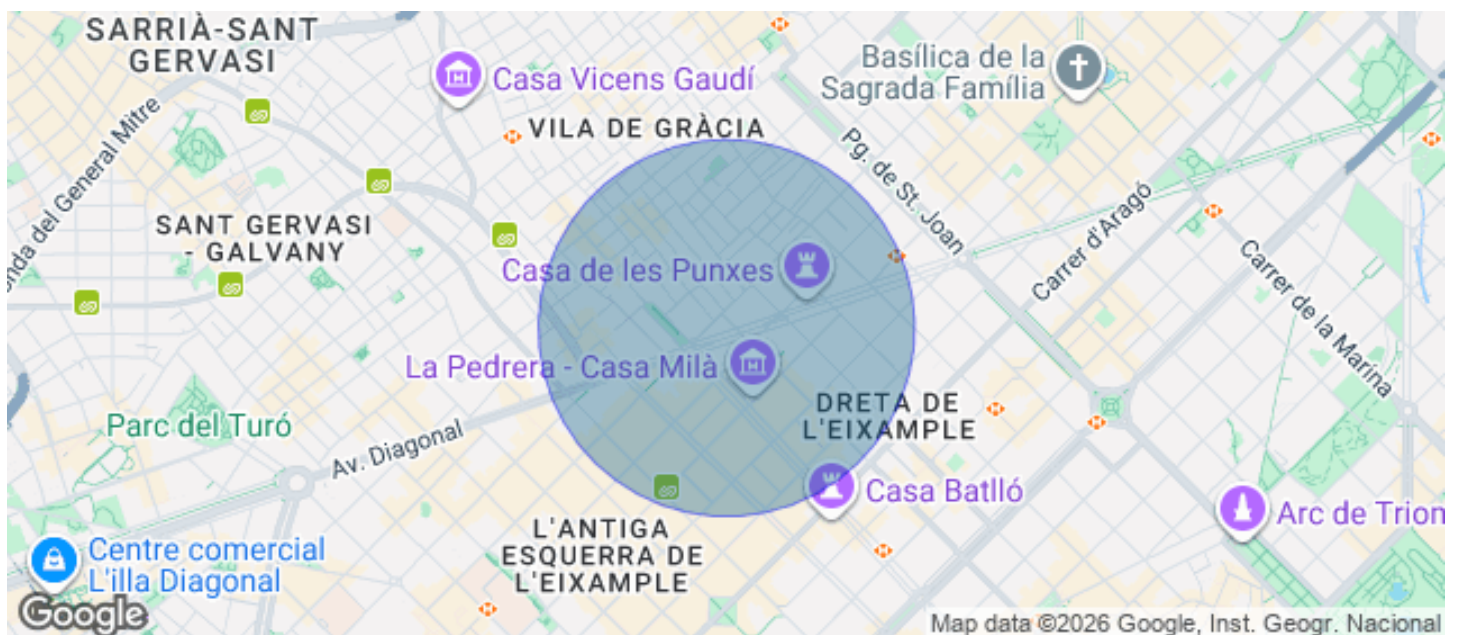 SARRIÀ-SANT
GERVASI
Casa Vicens Gaudí
Basílica de la
Sagrada Família
VILA DE GRÀCIA
Pg. de St. Joan
onda del General Mitre
SANT GERVASI
- GALVANY
Casa de les Punxes
Carrer d'Aragó
Carrer de la Marina
La Pedrera - Casa Milà
DRETA DE
L'EIXAMPLE
Parc del Turó
Av. Diagonal
Casa Batlló
Arc de Trion
L'ANTIGA
ESQUERRA DE
L'EIXAMPLE
Centre comercial
L'illa Diagonal
Google
Map data ©2026 Google, Inst. Geogr. Nacional